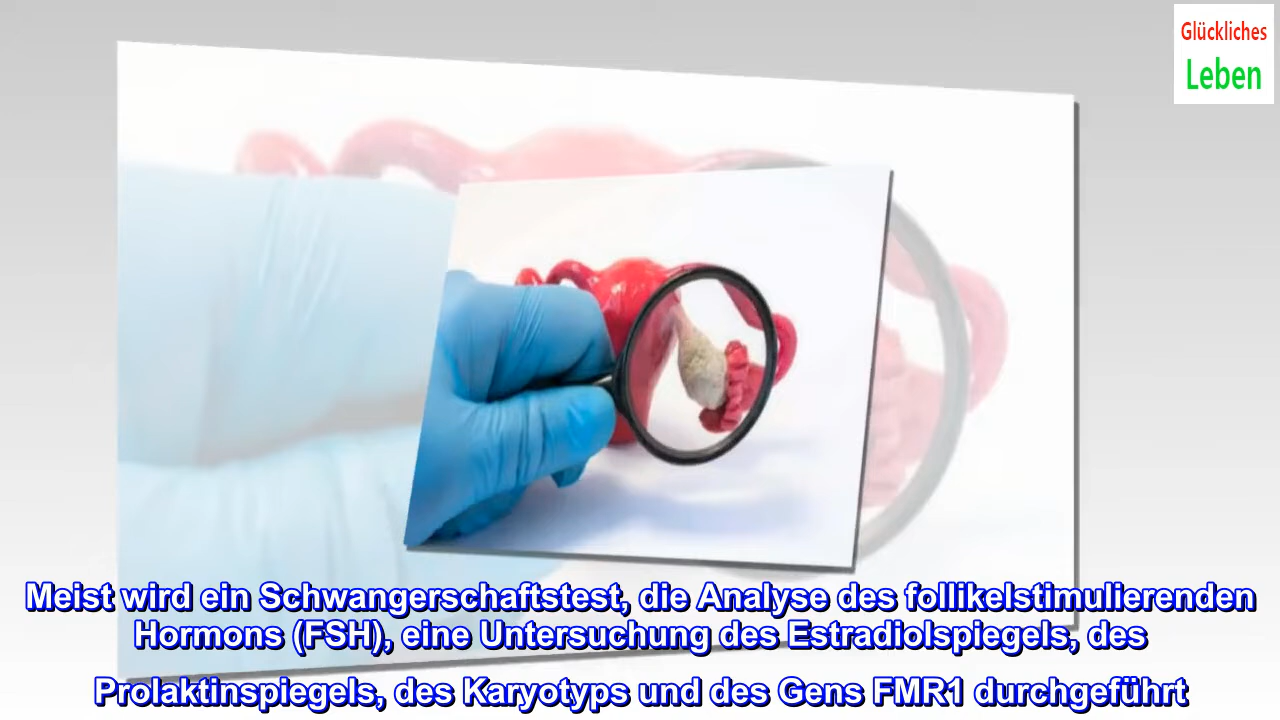 Glückliches
Leben
Meist wird ein Schwangerschaftstest, die Analyse des follikelstimulierenden
Hormons (FSH), eine Untersuchung des Estradiolspiegels, des
Prolaktinspiegels, des Karyotyps und des Gens FMR1 durchgeführt